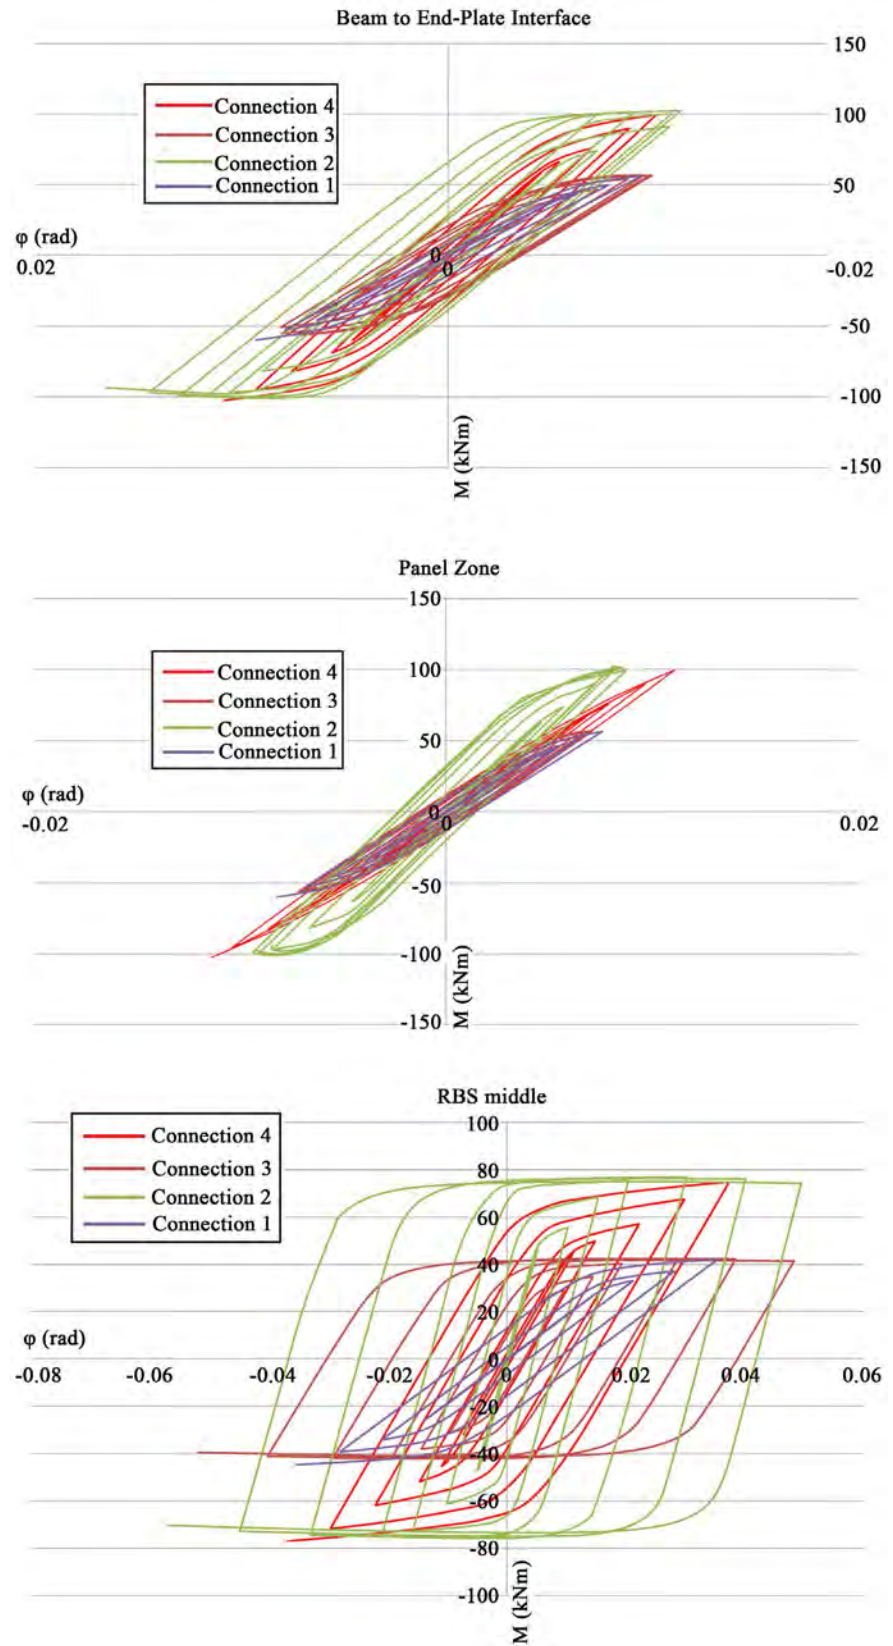 Beam to End-Plate Interface
150
Connection 4
100
Connection 3
Connection 2
Connection 1
50
φ (rad)
0
0.02
0
-0.02
-50
-100
M (kNm)
-150
Panel Zone
150
Connection 4
100
Connection 3
Connection 2
Connection 1
50
φ (rad)
0
-0.02
0
0.02
-50
-100
M (kNm)
-150
RBS middle
100
Connection 4
80
Connection 3
Connection 2
60
Connection 1
40
20
φ (rad)
0
-0.08
-0.06
-0.04
-0.02
0
0.02
0.04
0.06
-20
-40
-60
-80
-100
M (kNm)